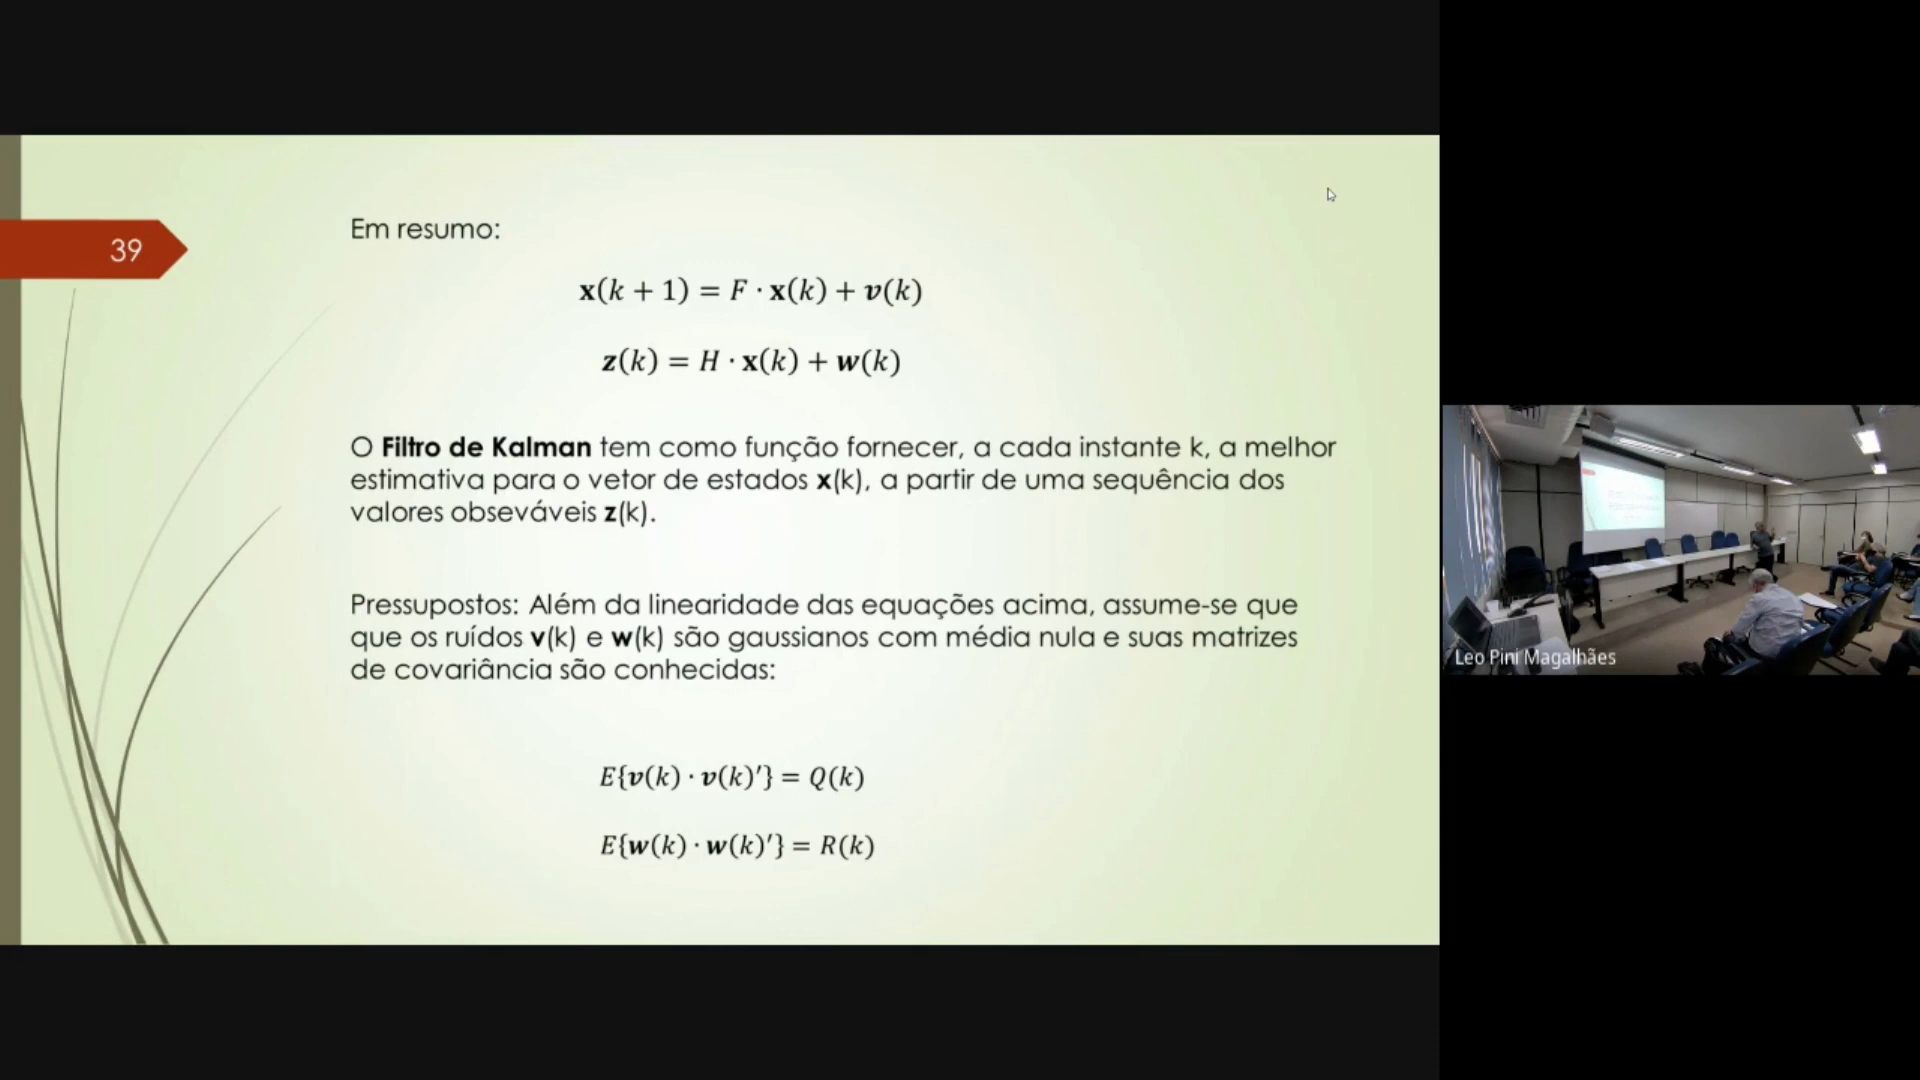 39
Em resumo:
x(k + 1) = F · x(k) + v(k)
z(k) = H · x(k) + w(k)
O Filtro de Kalman tem como função fornecer, a cada instante k, a melhor
estimativa para o vetor de estados x(k), a partir de uma sequência dos
valores obseváveis z(k).
Pressupostos: Além da linearidade das equações acima, assume-se que
que os ruídos v(k) e w(k) são gaussianos com média nula e suas matrizes
de covariância são conhecidas:
E{v(k) · v(k)′} = Q(k)
E{w(k) · w(k)′} = R(k)
Leo Pini Magalhães